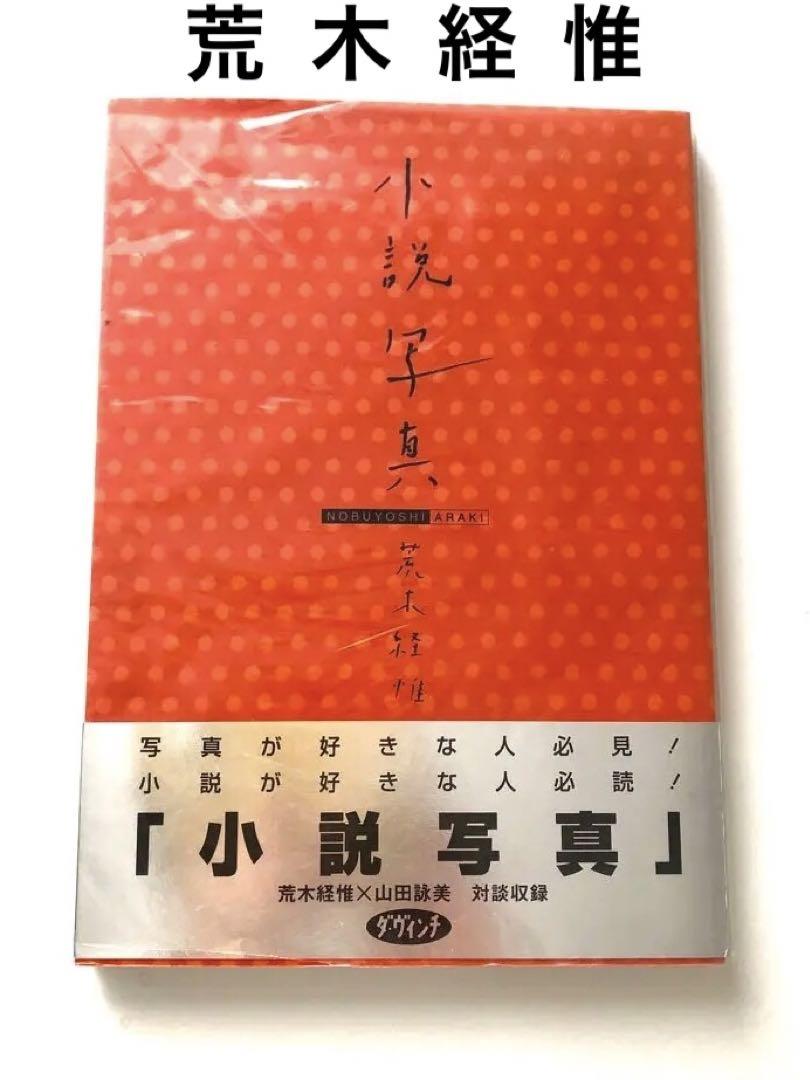 荒木経惟
小説写真
NOBUYOSHI ARAKI
荒木経惟
写真が好きな人必見!
小説が好きな人必読!
「小説写真」
荒木経惟×山田詠美 対談収録
ダ・ヴィンチ